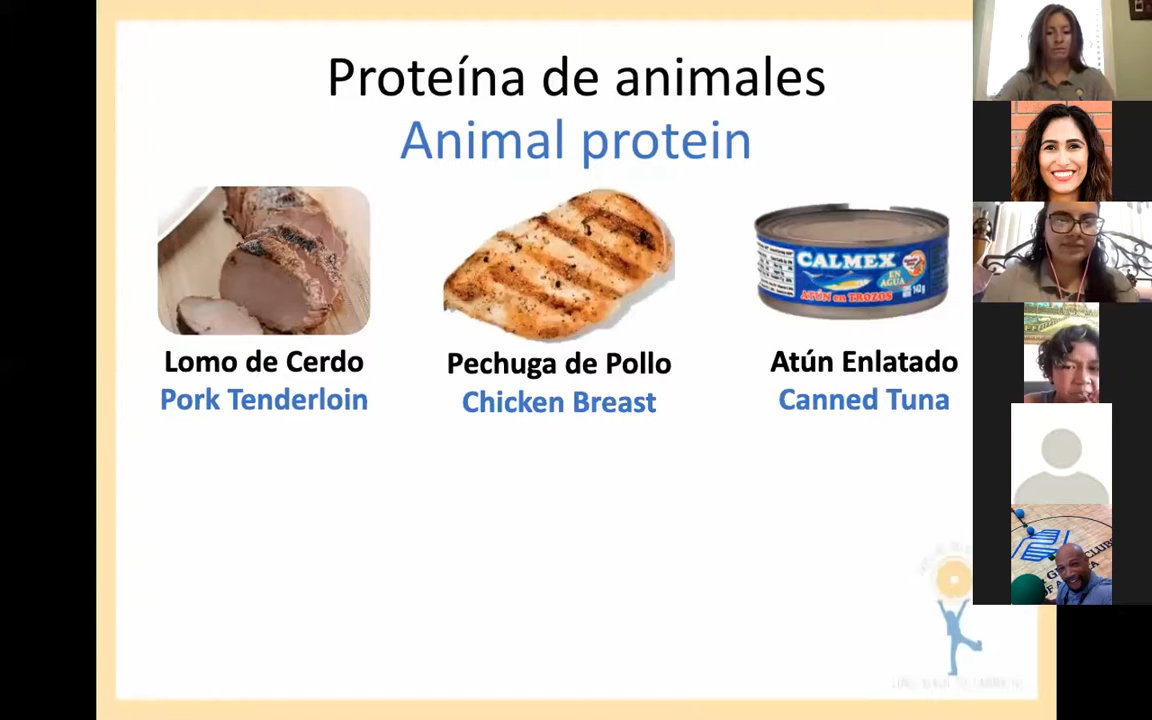 Proteína de animales
Animal protein
CALMEX
EN
AGUA
ATÚN en TROZOS
142g
Lomo de Cerdo
Pork Tenderloin
Pechuga de Pollo
Chicken Breast
Atún Enlatado
Canned Tuna